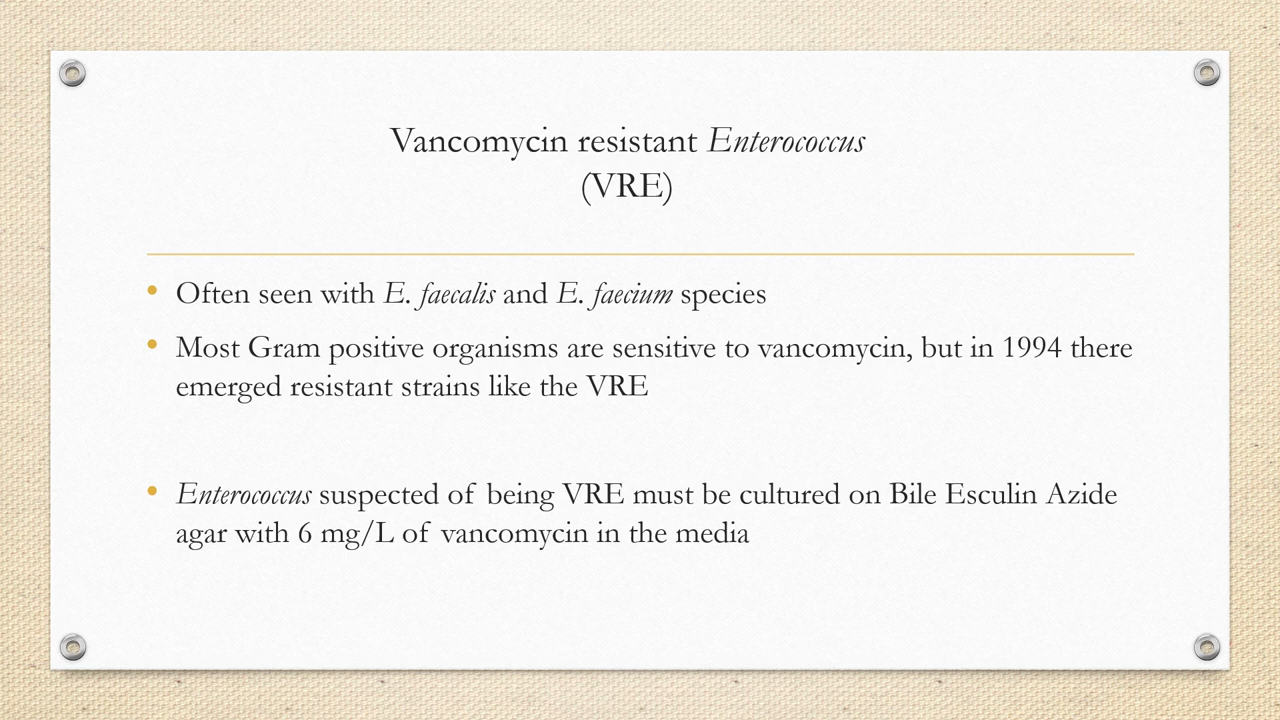 Vancomycin resistant Enterococcus
(VRE)
• Often seen with E. faecalis and E. faecium species
• Most Gram positive organisms are sensitive to vancomycin, but in 1994 there
emerged resistant strains like the VRE
• Enterococcus suspected of being VRE must be cultured on Bile Esculin Azide
agar with 6 mg/L of vancomycin in the media